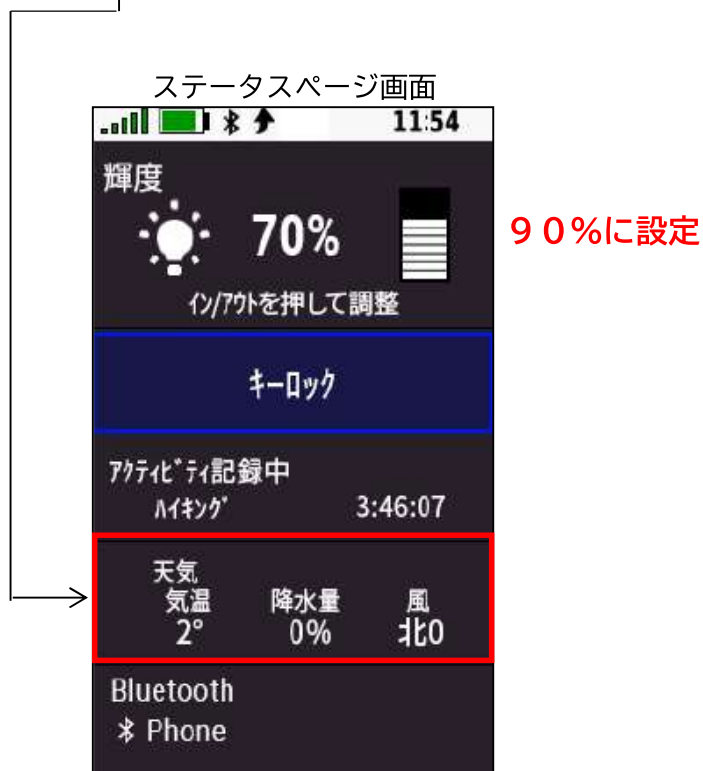 ステータスページ画面
11:54
輝度
70%
９０％に設定
ｲﾝ/ｱｳﾄを押して調整
ｷｰﾛｯｸ
ｱｸﾃｨﾋﾞﾃｨ記録中
ﾊｲｷﾝｸﾞ 3:46:07
天気
気温 降水量 風
2° 0% 北0
Bluetooth
Phone